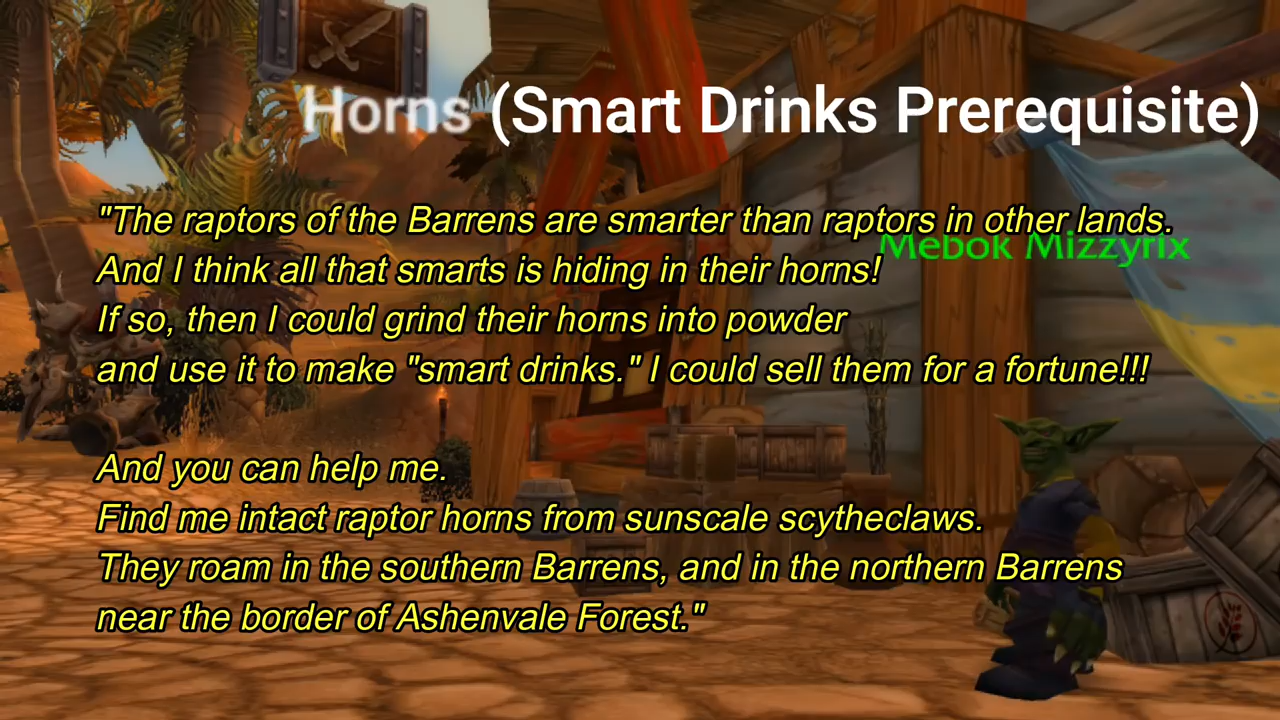 Horns (Smart Drinks Prerequisite)
"The raptors of the Barrens are smarter than raptors in other lands.
Mebok Mizzyrix
And I think all that smarts is hiding in their horns!
If so, then I could grind their horns into powder
and use it to make "smart drinks." I could sell them for a fortune!!!
And you can help me.
Find me intact raptor horns from sunscale scytheclaws.
They roam in the southern Barrens, and in the northern Barrens
near the border of Ashenvale Forest."